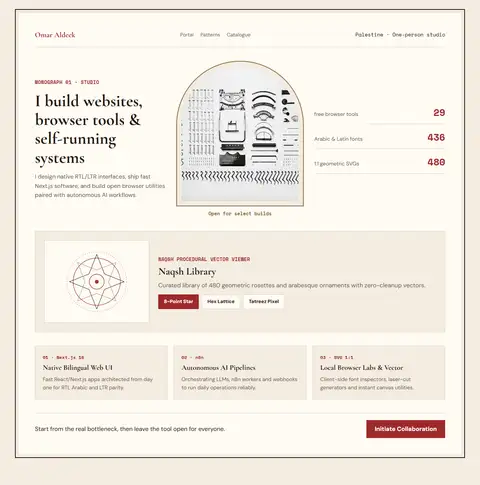 Omar Aldeek
Portal Patterns Catalogue
Palestine · One-person studio
MONOGRAPH 01 · STUDIO
I build websites,
browser tools &
self-running
systems
I design native RTL/LTR interfaces, ship fast
Next.js software, and build open browser utilities
paired with autonomous AI workflows.
Open for select builds
free browser tools 29
Arabic & Latin fonts 436
1:1 geometric SVGs 480
NAQSH PROCEDURAL VECTOR VIEWER
Naqsh Library
Curated library of 480 geometric rosettes and arabesque ornaments with zero-cleanup vectors.
8-Point Star Hex Lattice Tatreez Pixel
01 · Next.js 15
Native Bilingual Web UI
Fast React/Next.js apps architected from day
one for RTL Arabic and LTR parity.
02 · n8n
Autonomous AI Pipelines
Orchestrating LLMs, n8n workers and webhooks
to run daily operations reliably.
03 · SVG 1:1
Local Browser Labs & Vector
Client-side font inspectors, laser-cut
generators and instant canvas utilities.
Start from the real bottleneck, then leave the tool open for everyone.
Initiate Collaboration